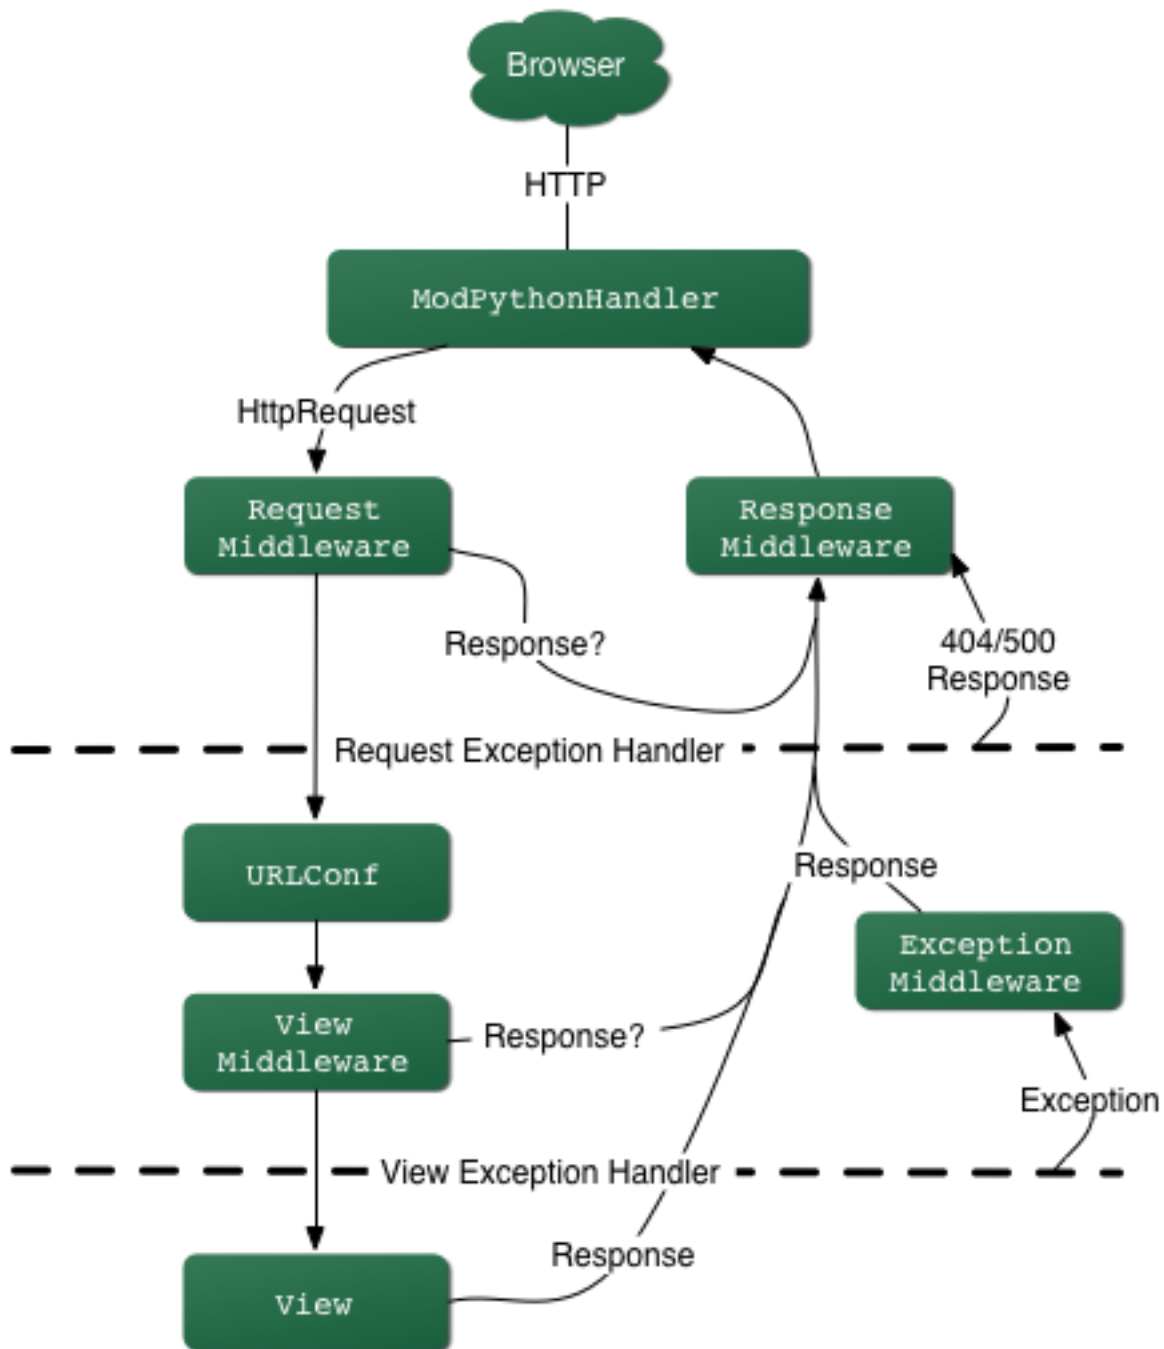 Browser
HTTP
ModPythonHandler
HttpRequest
Request
Middleware
Response
Middleware
Response?
404/500
Response
Request Exception Handler
URLConf
Response
Exception
Middleware
View
Middleware
Response?
Exception
View Exception Handler
Response
View